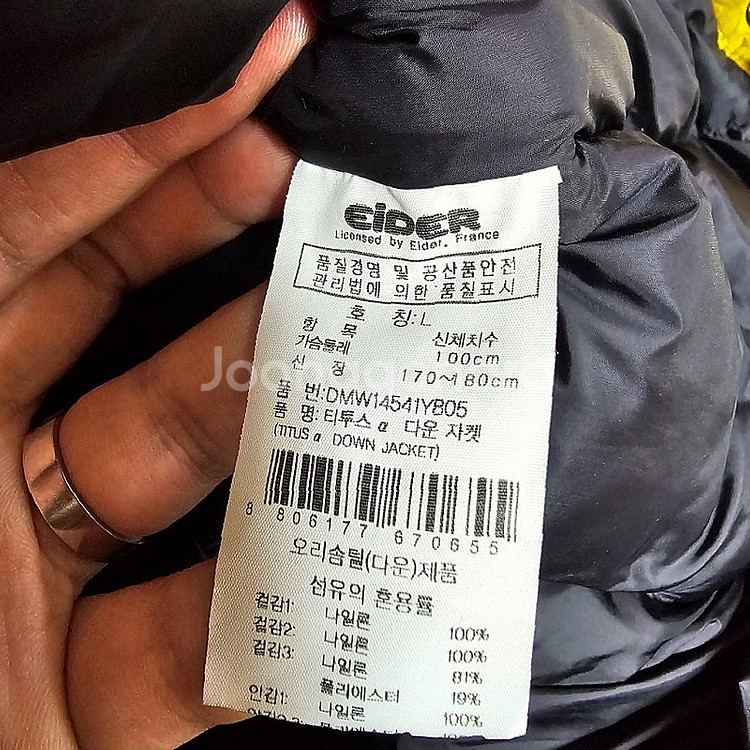 EiDER
Licensed by Eider. France
품질경명 및 공산품안전
관리법에 의한 품질표시
호 칭:L
항 목 신체치수
가슴둘레 100cm
신 장 170~180cm
품 번:DMW14541YB05
품 명:티투스α 다운 자켓
(TITUS α DOWN JACKET)
8 806177 670655
오리솜털(다운)제품
섬유의 혼용률
겉감1: 나일론 100%
겉감2: 나일론 100%
겉감3: 나일론 81%
폴리에스터 19%
안감1: 나일론 100%